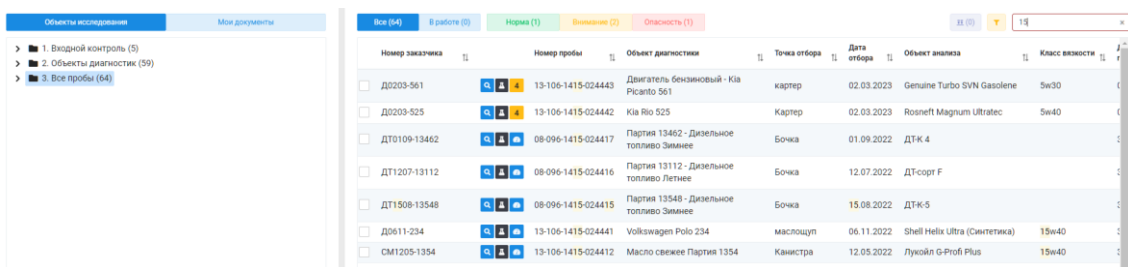 Объекты исследования
Мои документы
1. Входной контроль (5)
2. Объекты диагностик (59)
3. Все пробы (64)
Все (64) В работе (0) Норма (1) Внимание (2) Опасность (1) (0) 15
Номер заказчика Номер пробы Объект диагностики Точка отбора Дата отбора Объект анализа Класс вязкости
Д0203-561 4 13-106-1415-024443 Двигатель бензиновый - Kia Picanto 561 картер 02.03.2023 Genuine Turbo SVN Gasolene 5w30
Д0203-525 4 13-106-1415-024442 Kia Rio 525 Картер 02.03.2023 Rosneft Magnum Ultratec 5w40
ДТ0109-13462 08-096-1415-024417 Партия 13462 - Дизельное топливо Зимнее Бочка 01.09.2022 ДТ-К 4
ДТ1207-13112 08-096-1415-024416 Партия 13112 - Дизельное топливо Летнее Бочка 12.07.2022 ДТ-сорт F
ДТ1508-13548 08-096-1415-024415 Партия 13548 - Дизельное топливо Зимнее Бочка 15.08.2022 ДТ-К-5
Д0611-234 13-106-1415-024441 Volkswagen Polo 234 маслощуп 06.11.2022 Shell Helix Ultra (Синтетика) 15w40
СМ1205-1354 13-106-1415-024412 Масло свежее Партия 1354 Канистра 12.05.2022 Лукойл G-Profi Plus 15w40